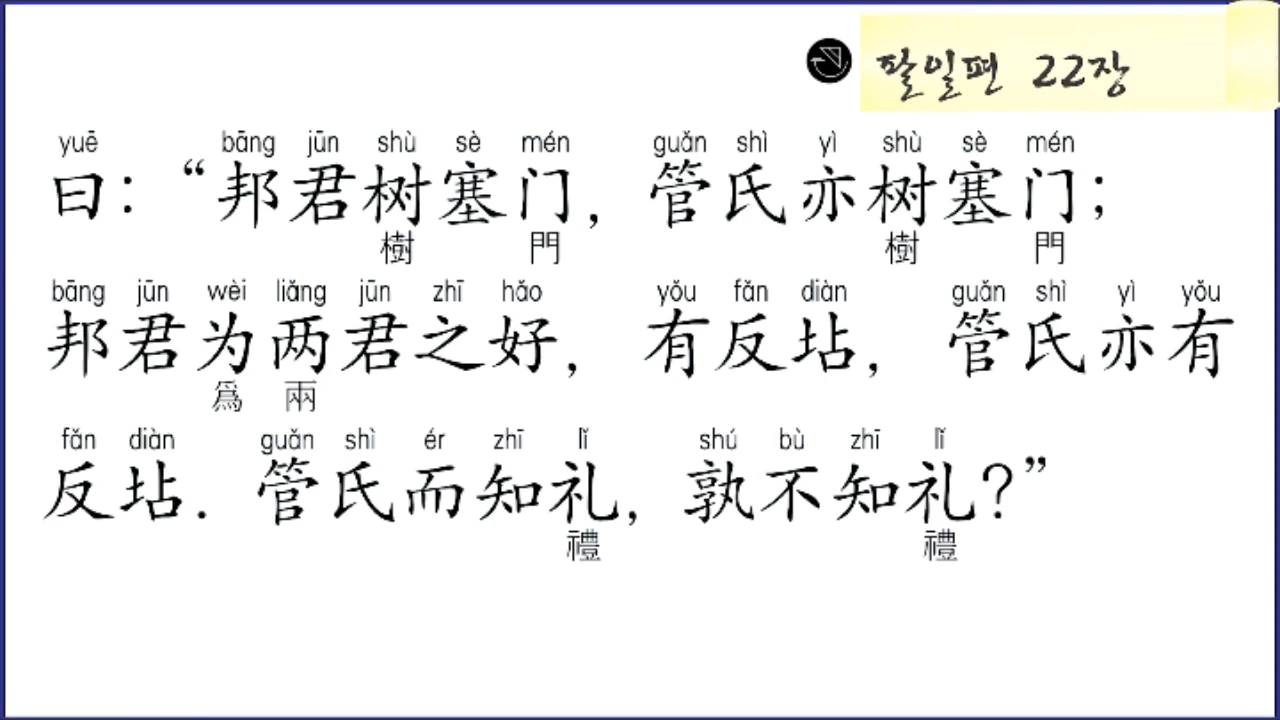 팔일편 22장
yuē bāng jūn shù sè mén guǎn shì yì shù sè mén
曰：“邦君树塞门，管氏亦树塞门；
樹 門 樹 門
bāng jūn wèi liǎng jūn zhī hǎo yǒu fǎn diàn guǎn shì yì yǒu
邦君为两君之好，有反坫，管氏亦有
爲 兩
fǎn diàn guǎn shì ér zhī lǐ shú bù zhī lǐ
反坫．管氏而知礼，孰不知礼？”
禮 禮